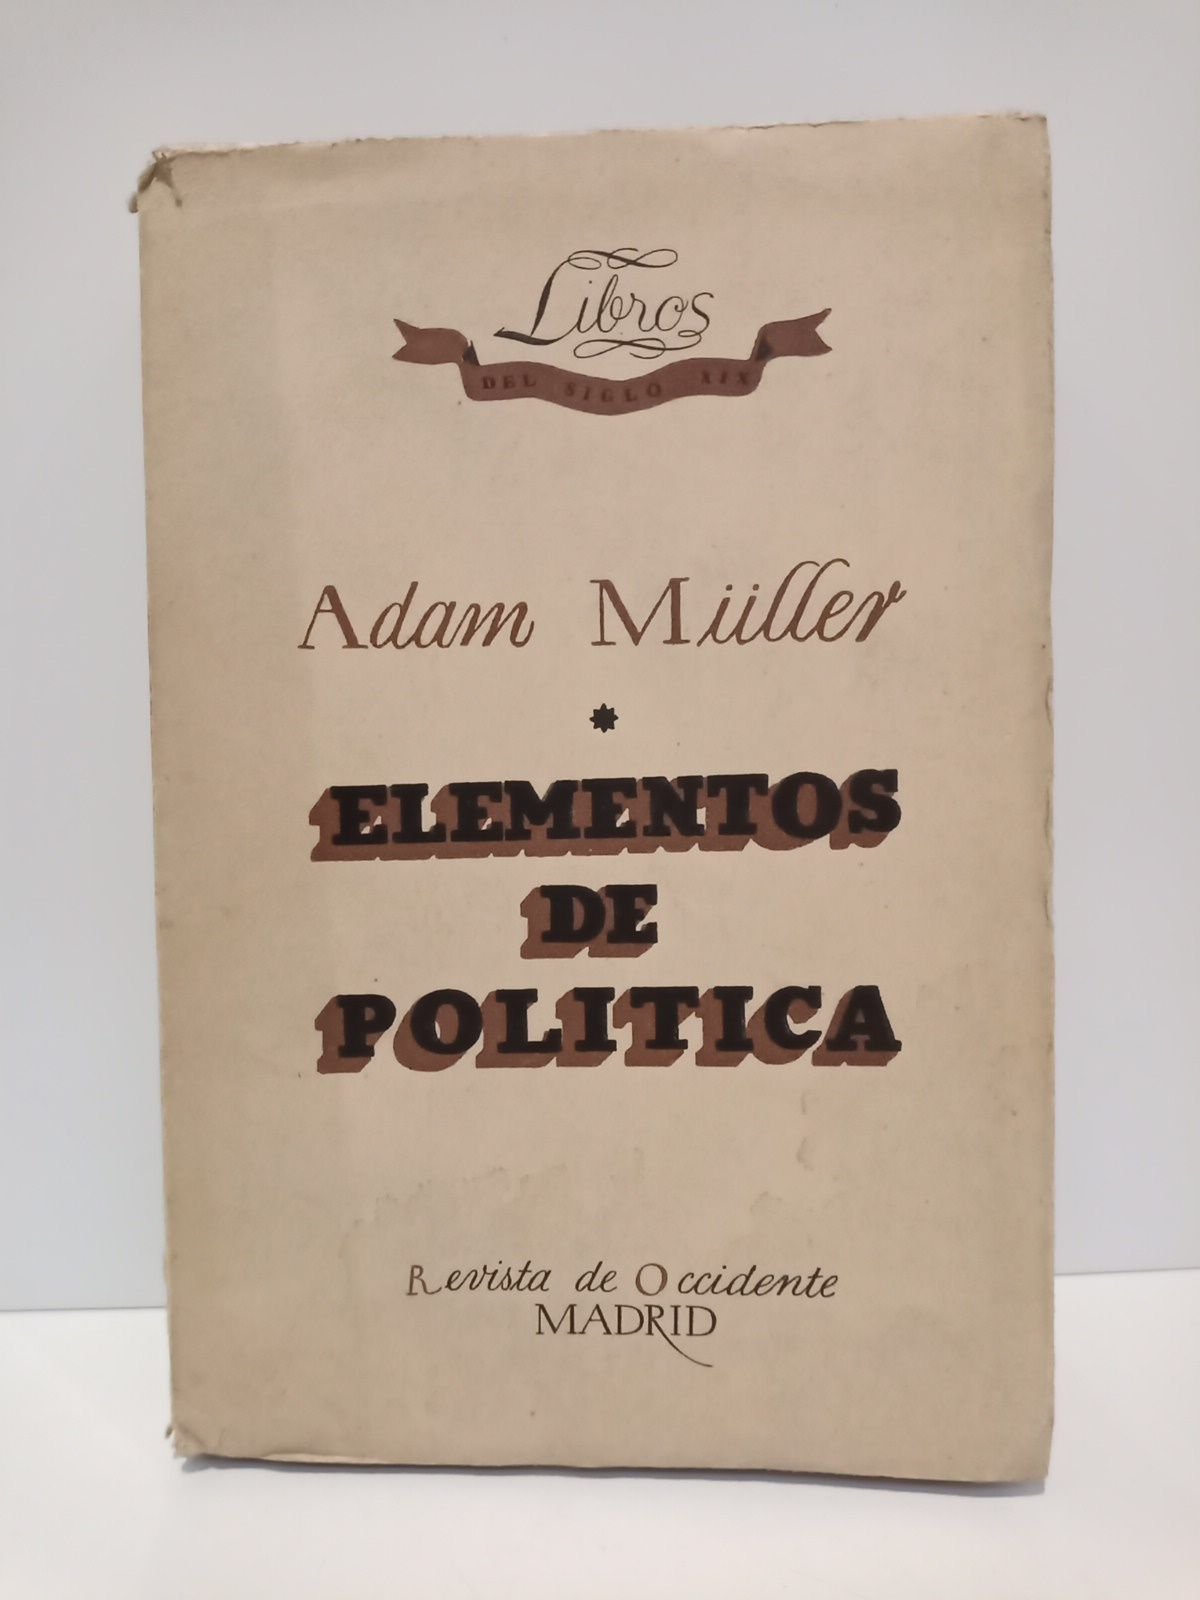 Libros
DEL SIGLO XIX
Adam Müller
ELEMENTOS
DE
POLITICA
Revista de Occidente
MADRID